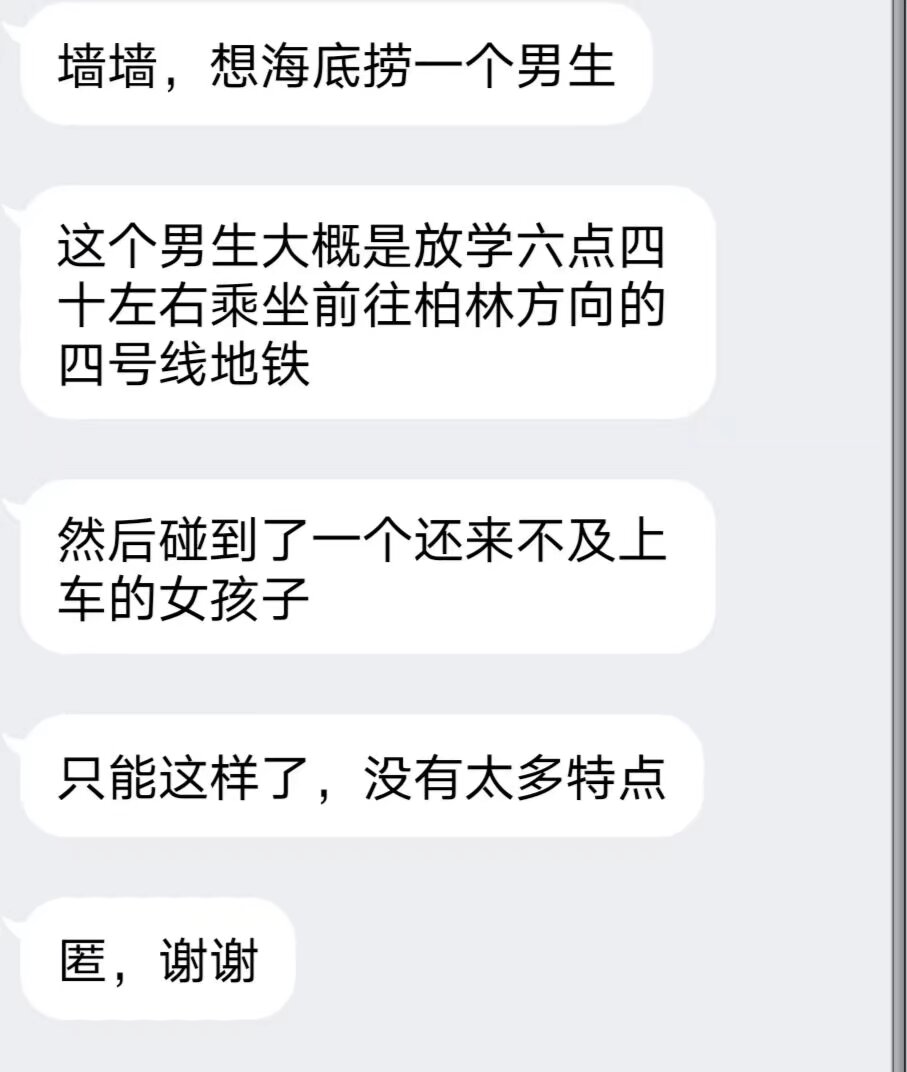 墙墙，想海底捞一个男生
这个男生大概是放学六点四
十左右乘坐前往柏林方向的
四号线地铁
然后碰到了一个还来不及上
车的女孩子
只能这样了，没有太多特点
匿，谢谢